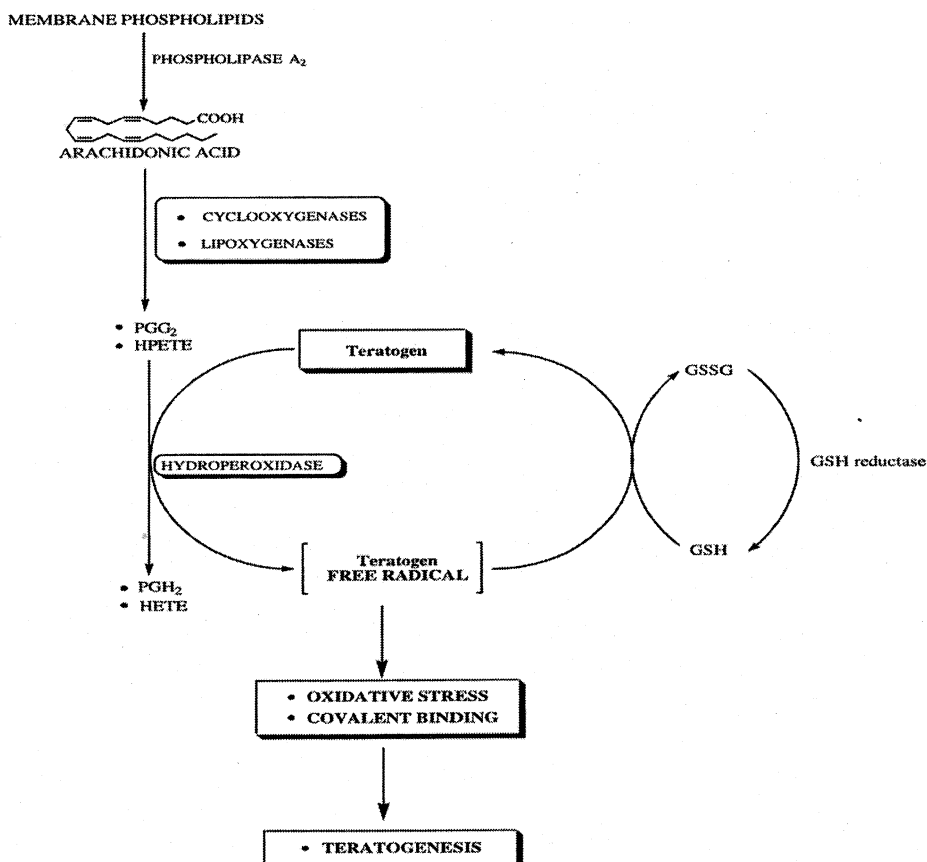 MEMBRANE PHOSPHOLIPIDS
PHOSPHOLIPASE A₂
COOH
ARACHIDONIC ACID
• CYCLOOXYGENASES
• LIPOXYGENASES
• PGG₂
• HPETE
Teratogen
GSSG
HYDROPEROXIDASE
GSH reductase
GSH
Teratogen
FREE RADICAL
• PGH₂
• HETE
• OXIDATIVE STRESS
• COVALENT BINDING
• TERATOGENESIS